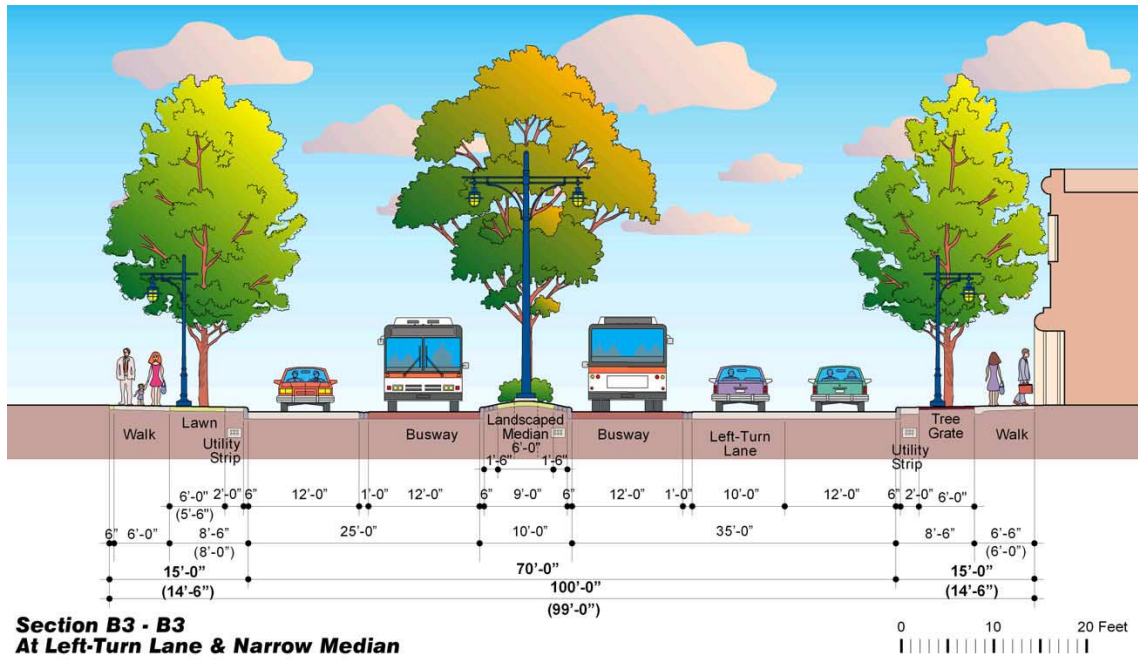 Walk
Lawn
Utility
Strip
Busway
Landscaped
Median
6'-0"
1'-6" 1'-6"
Busway
Left-Turn
Lane
Utility
Strip
Tree
Grate
Walk
6'-0" 2'-0" 6" 12'-0" 1'-0" 12'-0" 6" 9'-0" 6" 12'-0" 1'-0" 10'-0" 12'-0" 6" 2'-0" 6'-0"
(5'-6")
6" 6'-0" 8'-6" 25'-0" 10'-0" 35'-0" 8'-6" 6'-6"
(8'-0") (6'-0")
15'-0" 70'-0" 15'-0"
(14'-6") 100'-0" (14'-6")
(99'-0")
Section B3 - B3
At Left-Turn Lane & Narrow Median
0 10 20 Feet